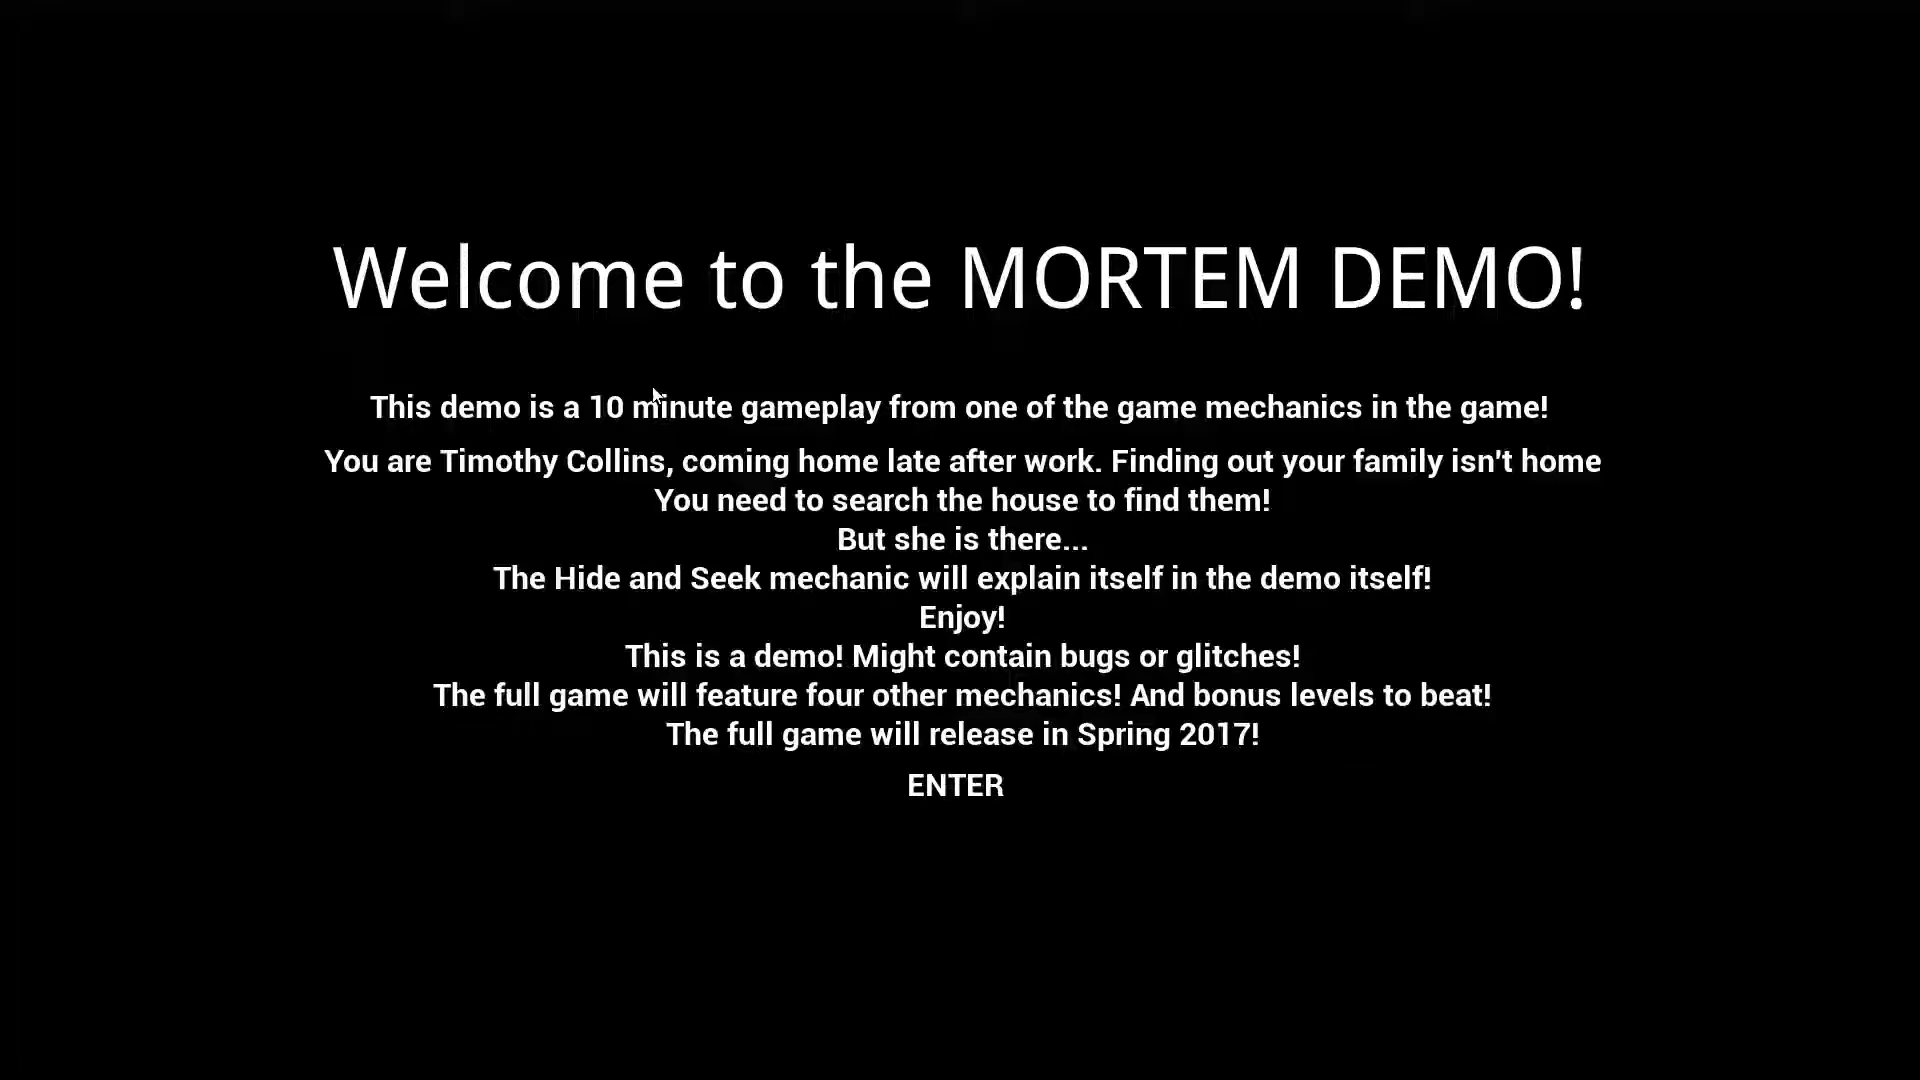 Welcome to the MORTEM DEMO!
This demo is a 10 minute gameplay from one of the game mechanics in the game!
You are Timothy Collins, coming home late after work. Finding out your family isn't home
You need to search the house to find them!
But she is there...
The Hide and Seek mechanic will explain itself in the demo itself!
Enjoy!
This is a demo! Might contain bugs or glitches!
The full game will feature four other mechanics! And bonus levels to beat!
The full game will release in Spring 2017!
ENTER